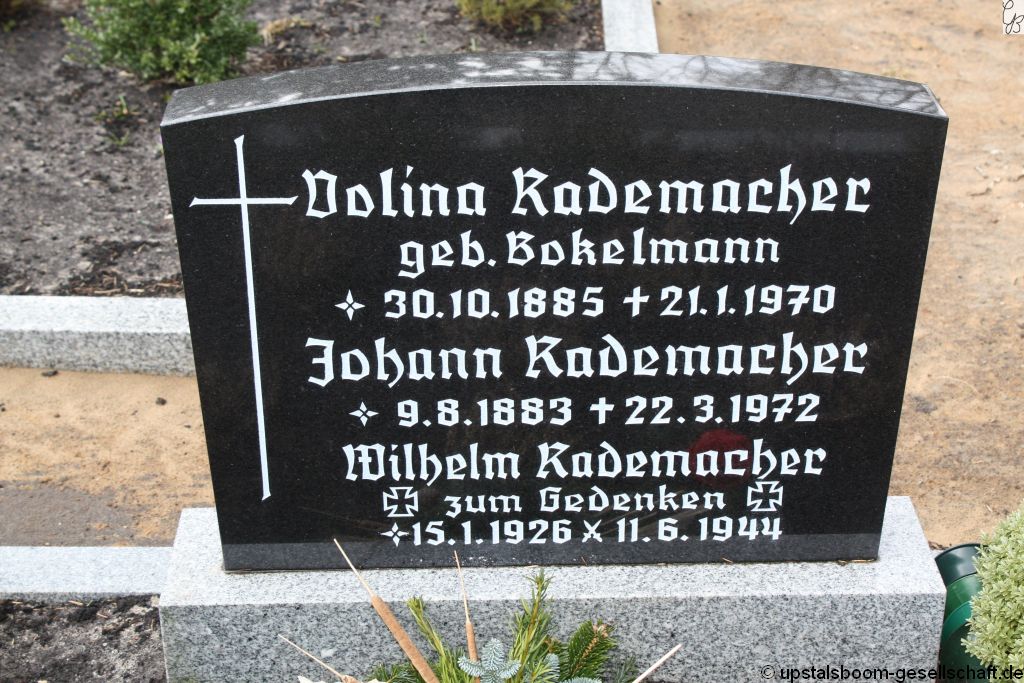 Volina Rademacher
geb. Bokelmann
✧ 30.10.1885 ✝ 21.1.1970
Johann Rademacher
✧ 9.8.1883 ✝ 22.3.1972
Wilhelm Rademacher
✠ zum Gedenken ✠
✧ 15.1.1926 ⚔ 11.6.1944
© upstalsboom-gesellschaft.de